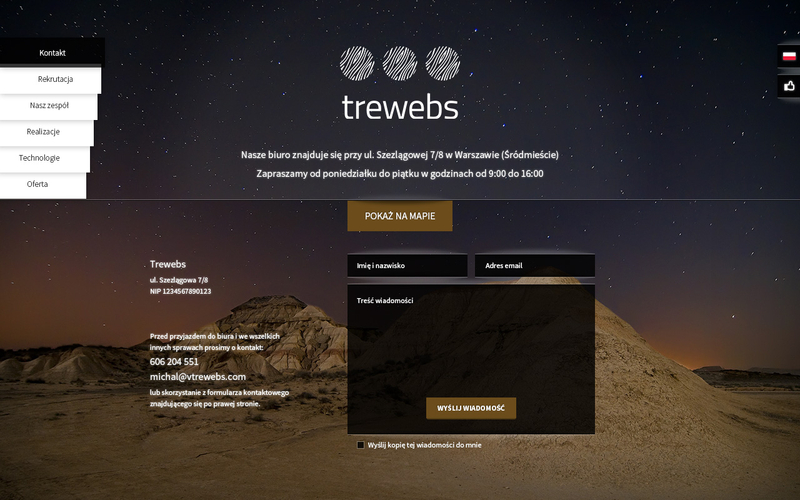 Kontakt
Rekrutacja
Nasz zespół
Realizacje
Technologie
Oferta
trewebs
Nasze biuro znajduje się przy ul. Szezlągowej 7/8 w Warszawie (Śródmieście)
Zapraszamy od poniedziałku do piątku w godzinach od 9:00 do 16:00
POKAŻ NA MAPIE
Trewebs
ul. Szezlągowa 7/8
NIP 1234567890123
Przed przyjazdem do biura i we wszelkich
innych sprawach prosimy o kontakt:
606 204 551
michal@vtrewebs.com
lub skorzystanie z formularza kontaktowego
znajdującego się po prawej stronie.
Imię i nazwisko
Adres email
Treść wiadomości
WYŚLIJ WIADOMOŚĆ
Wyślij kopię tej wiadomości do mnie